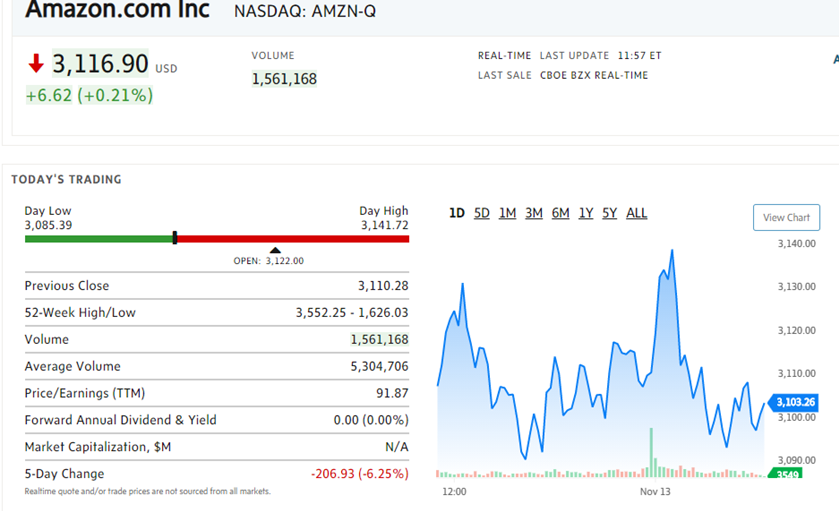 Amazon.com Inc NASDAQ: AMZN-Q
3,116.90 USD
+6.62 (+0.21%)
VOLUME
1,561,168
REAL-TIME LAST UPDATE 11:57 ET
LAST SALE CBOE BZX REAL-TIME
TODAY'S TRADING
Day Low Day High
3,085.39 3,141.72
OPEN: 3,122.00
Previous Close 3,110.28
52-Week High/Low 3,552.25 - 1,626.03
Volume 1,561,168
Average Volume 5,304,706
Price/Earnings (TTM) 91.87
Forward Annual Dividend & Yield 0.00 (0.00%)
Market Capitalization, $M N/A
5-Day Change -206.93 (-6.25%)
Realtime quote and/or trade prices are not sourced from all markets.
1D 5D 1M 3M 6M 1Y 5Y ALL
View Chart
3,140.00
3,130.00
3,120.00
3,110.00
3,103.26
3,100.00
3,090.00
3549
12:00 Nov 13